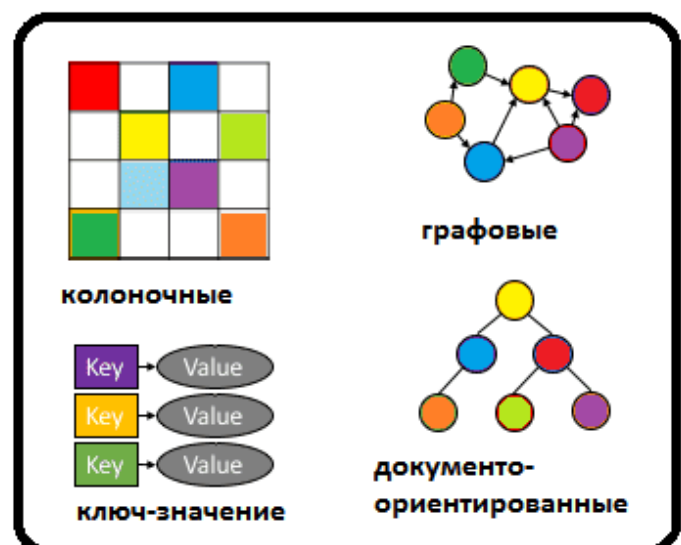 колоночные
графовые
Key Value
Key Value
Key Value
ключ-значение
документо-
ориентированные